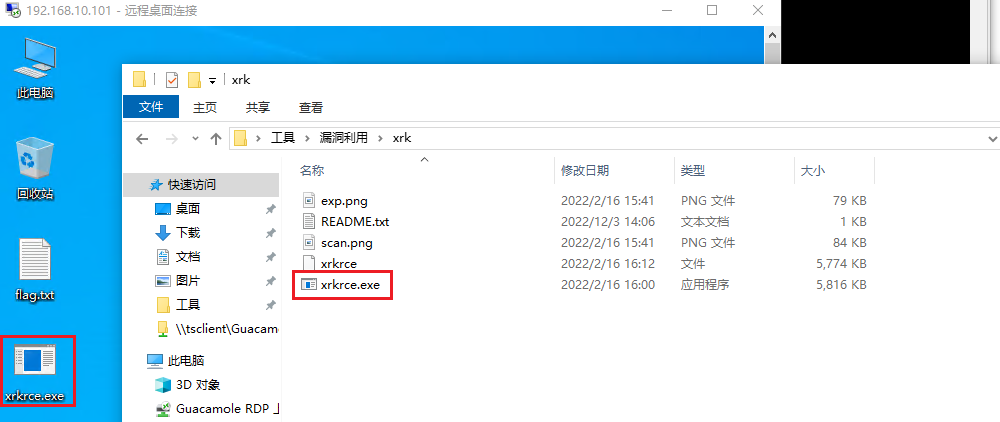 192.168.10.101 - 远程桌面连接
此电脑
回收站
flag.txt
xrkrce.exe
xrk
文件 主页 共享 查看
工具 漏洞利用 xrk
快速访问
桌面
下载
文档
图片
工具
\\tsclient\Guacamo
此电脑
3D 对象
Guacamole RDP 上
名称 修改日期 类型 大小
exp.png 2022/2/16 15:41 PNG 文件 79 KB
README.txt 2022/12/3 14:06 文本文档 1 KB
scan.png 2022/2/16 15:41 PNG 文件 84 KB
xrkrce 2022/2/16 16:12 文件 5,774 KB
xrkrce.exe 2022/2/16 16:00 应用程序 5,816 KB